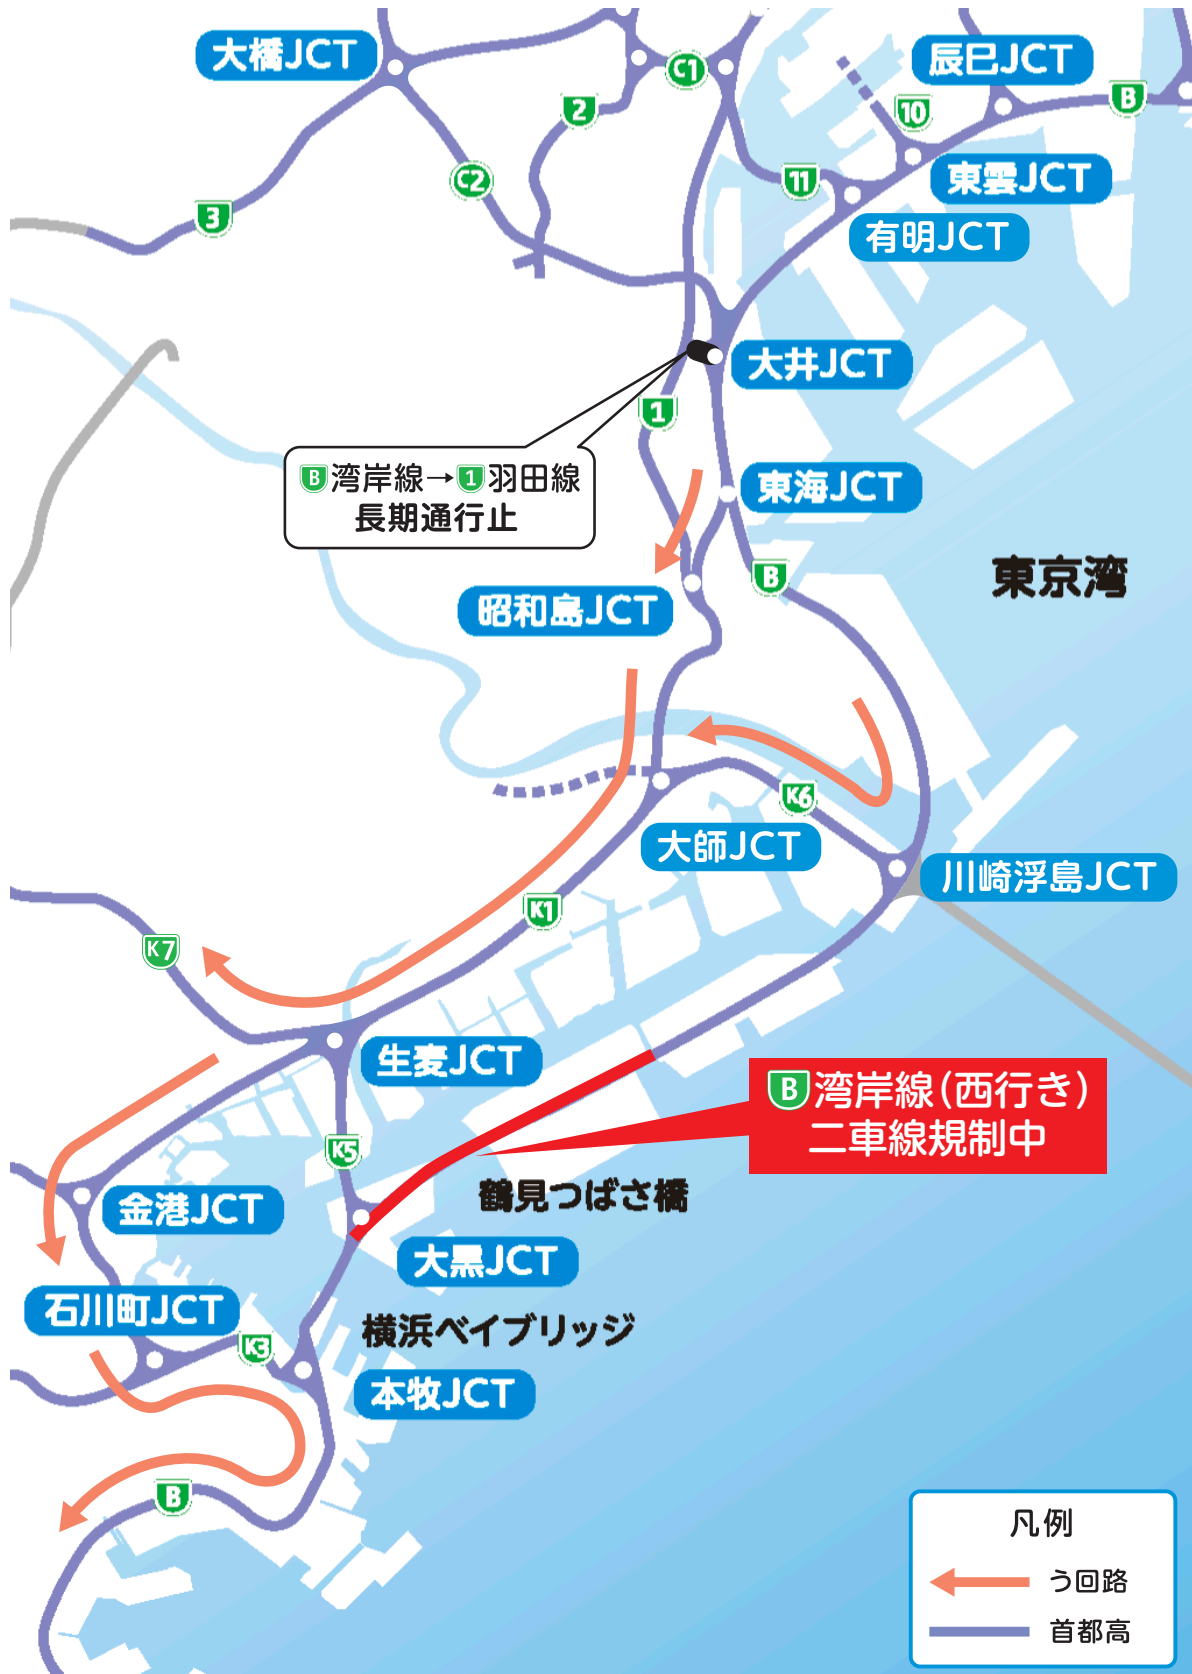 大橋JCT
C1
辰巳JCT
B
2
10
東雲JCT
C2
11
3
有明JCT
大井JCT
1
B湾岸線→1羽田線
長期通行止
東海JCT
B
東京湾
昭和島JCT
K6
大師JCT
川崎浮島JCT
K1
K7
生麦JCT
B湾岸線(西行き)
二車線規制中
K5
鶴見つばさ橋
金港JCT
大黒JCT
石川町JCT
横浜ベイブリッジ
K3
本牧JCT
B
凡例
う回路
首都高